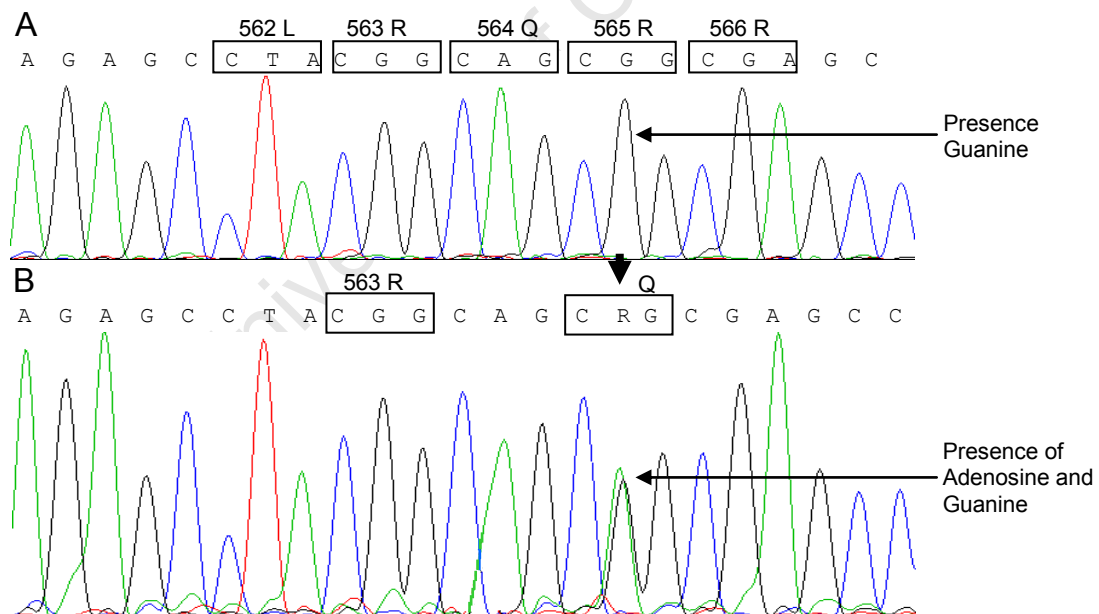 A
562 L 563 R 564 Q 565 R 566 R
A G A G C C T A C G G C A G C G G C G A G C
Presence
Guanine
B
563 R Q
A G A G C C T A C G G C A G C R G C G A G C C
Presence of
Adenosine and
Guanine